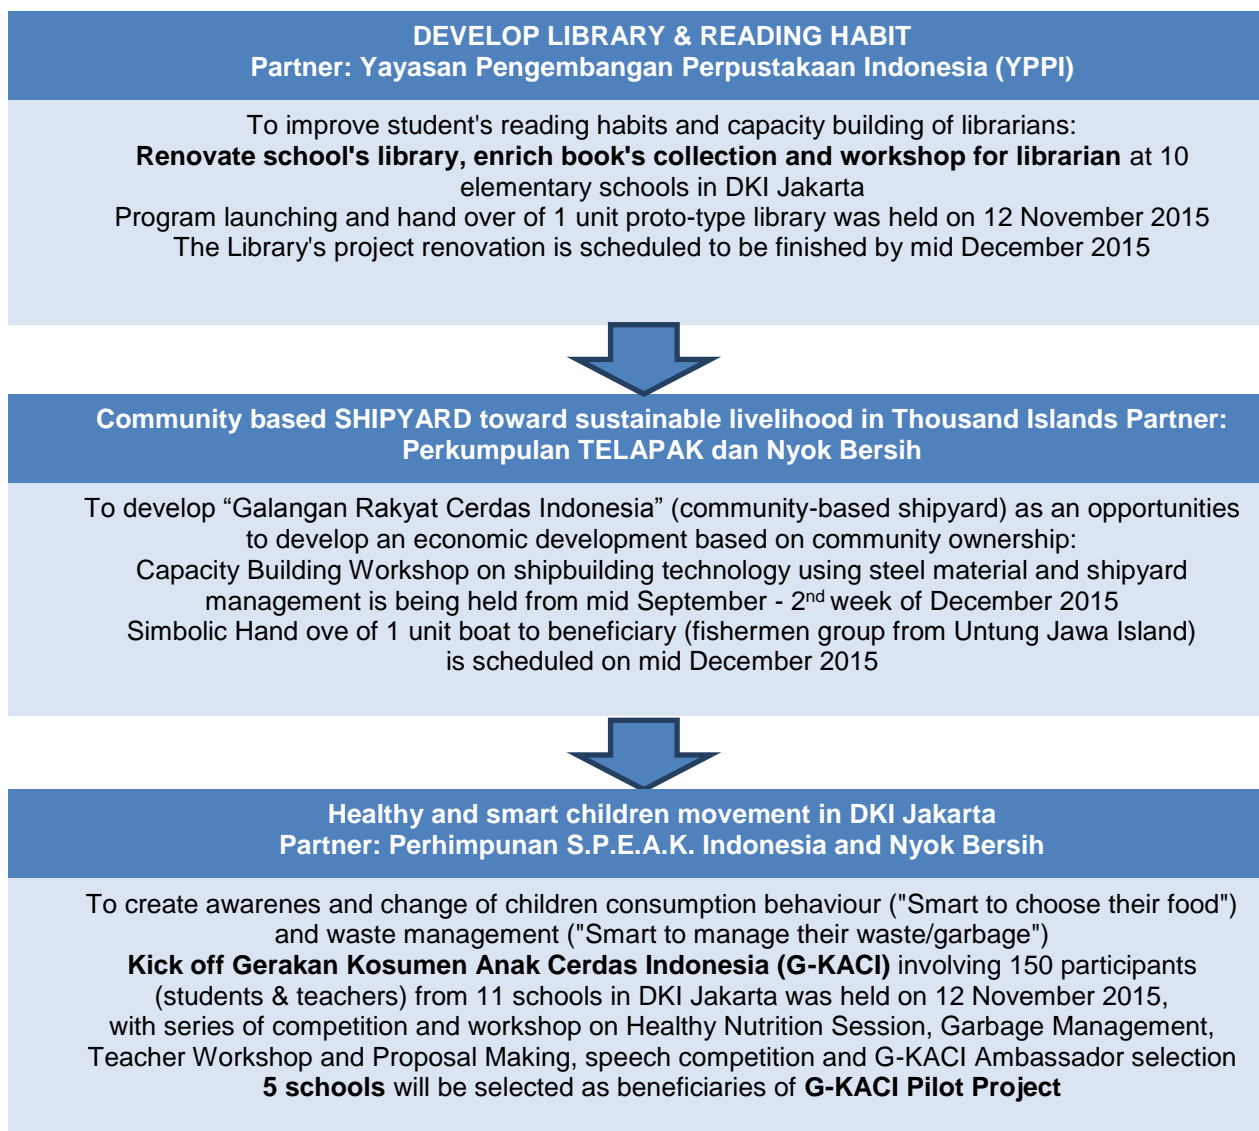 DEVELOP LIBRARY & READING HABIT
Partner: Yayasan Pengembangan Perpustakaan Indonesia (YPPI)
To improve student's reading habits and capacity building of librarians:
Renovate school's library, enrich book's collection and workshop for librarian at 10
elementary schools in DKI Jakarta
Program launching and hand over of 1 unit proto-type library was held on 12 November 2015
The Library's project renovation is scheduled to be finished by mid December 2015
Community based SHIPYARD toward sustainable livelihood in Thousand Islands Partner:
Perkumpulan TELAPAK dan Nyok Bersih
To develop “Galangan Rakyat Cerdas Indonesia” (community-based shipyard) as an opportunities
to develop an economic development based on community ownership:
Capacity Building Workshop on shipbuilding technology using steel material and shipyard
management is being held from mid September - 2nd week of December 2015
Simbolic Hand ove of 1 unit boat to beneficiary (fishermen group from Untung Jawa Island)
is scheduled on mid December 2015
Healthy and smart children movement in DKI Jakarta
Partner: Perhimpunan S.P.E.A.K. Indonesia and Nyok Bersih
To create awarenes and change of children consumption behaviour ("Smart to choose their food")
and waste management ("Smart to manage their waste/garbage")
Kick off Gerakan Kosumen Anak Cerdas Indonesia (G-KACI) involving 150 participants
(students & teachers) from 11 schools in DKI Jakarta was held on 12 November 2015,
with series of competition and workshop on Healthy Nutrition Session, Garbage Management,
Teacher Workshop and Proposal Making, speech competition and G-KACI Ambassador selection
5 schools will be selected as beneficiaries of G-KACI Pilot Project